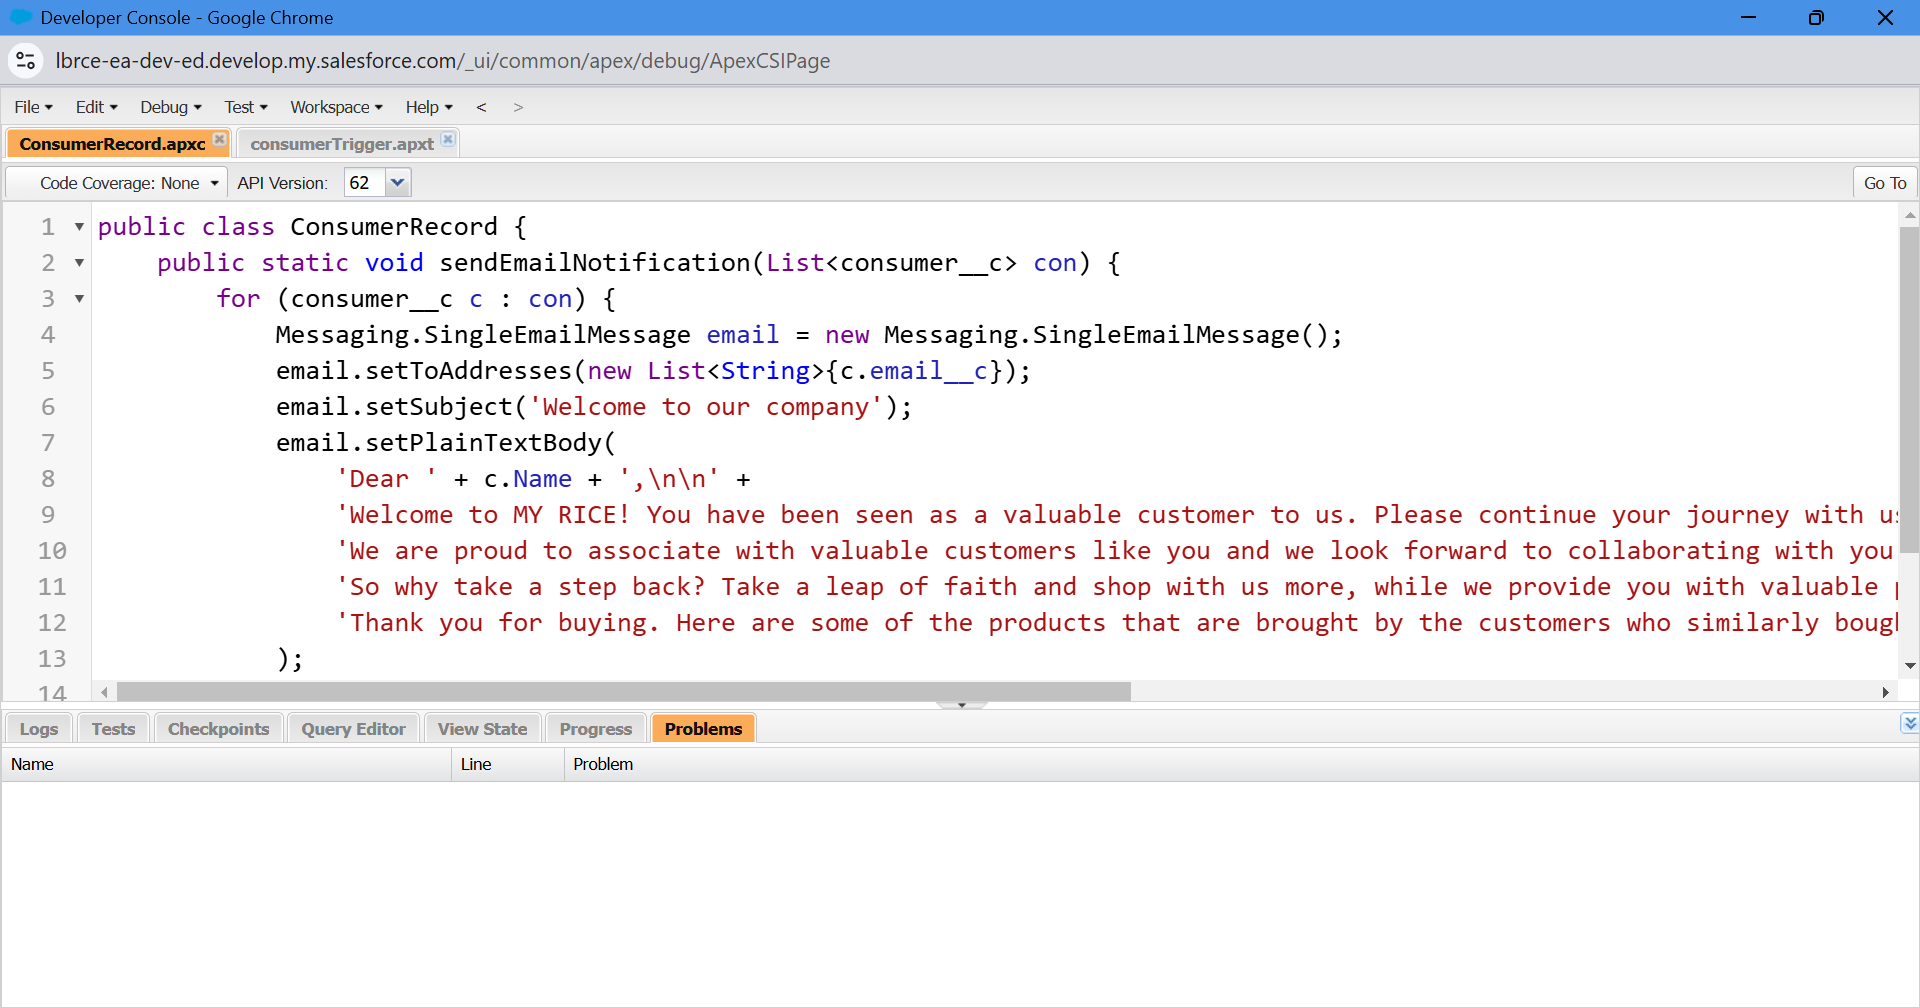 Developer Console - Google Chrome
lbrce-ea-dev-ed.develop.my.salesforce.com/_ui/common/apex/debug/ApexCSIPage
File Edit Debug Test Workspace Help < >
ConsumerRecord.apxc consumerTrigger.apxt
Code Coverage: None API Version: 62 Go To
1 public class ConsumerRecord {
2 public static void sendEmailNotification(List<consumer__c> con) {
3 for (consumer__c c : con) {
4 Messaging.SingleEmailMessage email = new Messaging.SingleEmailMessage();
5 email.setToAddresses(new List<String>{c.email__c});
6 email.setSubject('Welcome to our company');
7 email.setPlainTextBody(
8 'Dear ' + c.Name + ',\n\n' +
9 'Welcome to MY RICE! You have been seen as a valuable customer to us. Please continue your journey with
10 'We are proud to associate with valuable customers like you and we look forward to collaborating with you
11 'So why take a step back? Take a leap of faith and shop with us more, while we provide you with valuable
12 'Thank you for buying. Here are some of the products that are brought by the customers who similarly
13 );
14
Logs Tests Checkpoints Query Editor View State Progress Problems
Name Line Problem